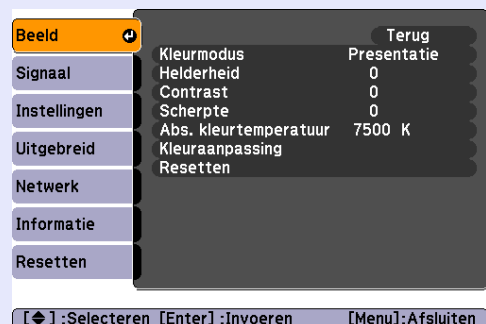 Beeld
Signaal
Instellingen
Uitgebreid
Netwerk
Informatie
Resetten
Terug
Kleurmodus Presentatie
Helderheid 0
Contrast 0
Scherpte 0
Abs. kleurtemperatuur 7500 K
Kleuraanpassing
Resetten
[◆] :Selecteren [Enter] :Invoeren [Menu]:Afsluiten